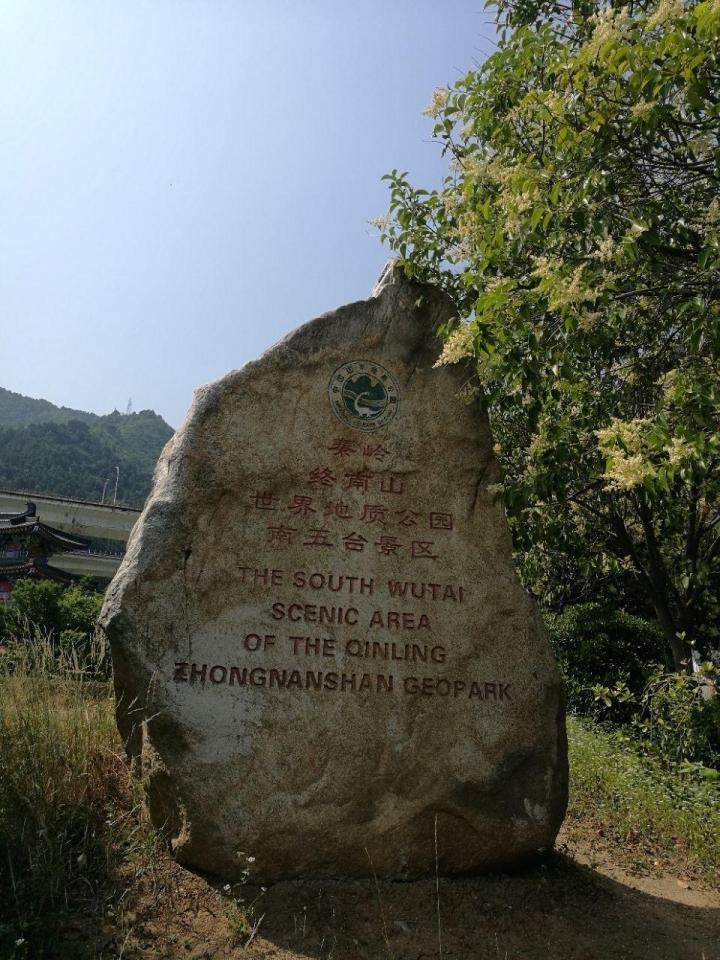 秦岭
终南山
世界地质公园
南五台景区
THE SOUTH WUTAI
SCENIC AREA
OF THE QINLING
ZHONGNANSHAN GEOPARK